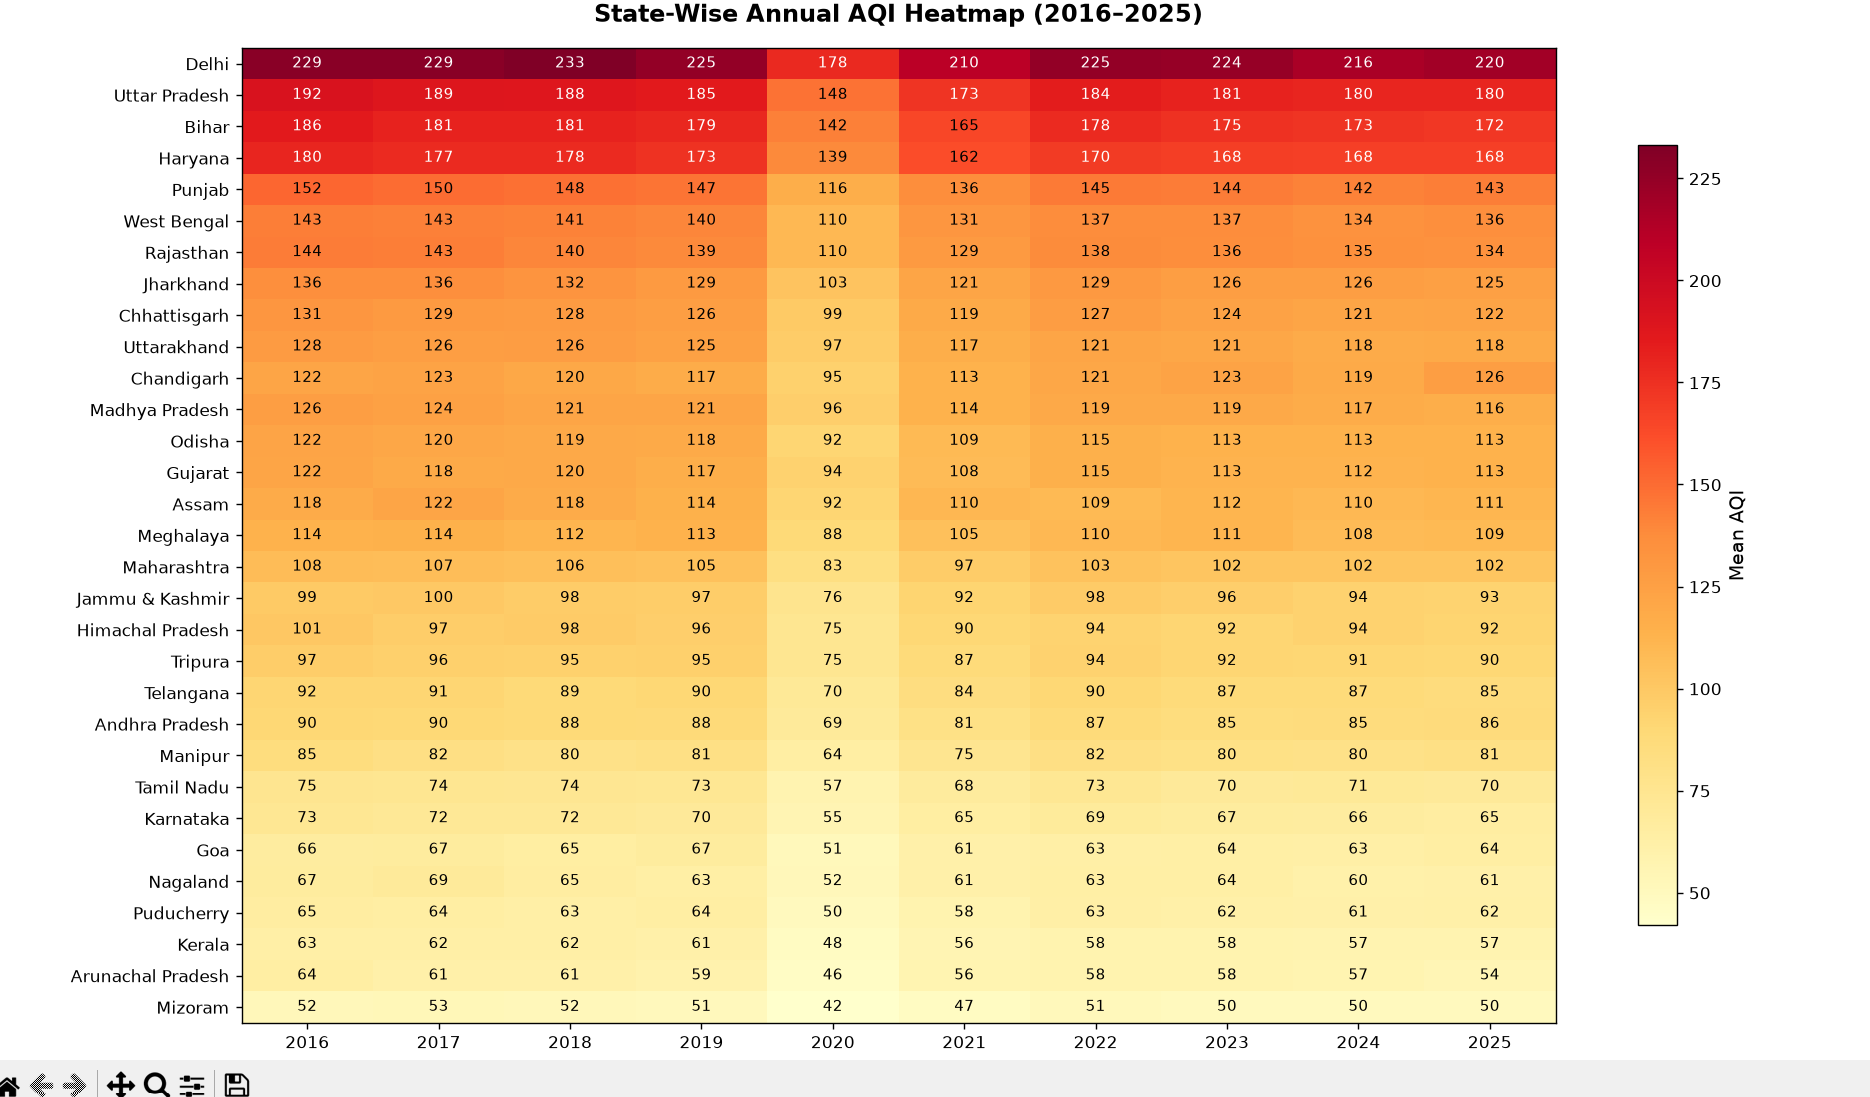 State-Wise Annual AQI Heatmap (2016–2025)
Delhi 229 229 233 225 178 210 225 224 216 220
Uttar Pradesh 192 189 188 185 148 173 184 181 180 180
Bihar 186 181 181 179 142 165 178 175 173 172
Haryana 180 177 178 173 139 162 170 168 168 168
Punjab 152 150 148 147 116 136 145 144 142 143
West Bengal 143 143 141 140 110 131 137 137 134 136
Rajasthan 144 143 140 139 110 129 138 136 135 134
Jharkhand 136 136 132 129 103 121 129 126 126 125
Chhattisgarh 131 129 128 126 99 119 127 124 121 122
Uttarakhand 128 126 126 125 97 117 121 121 118 118
Chandigarh 122 123 120 117 95 113 121 123 119 126
Madhya Pradesh 126 124 121 121 96 114 119 119 117 116
Odisha 122 120 119 118 92 109 115 113 113 113
Gujarat 122 118 120 117 94 108 115 113 112 113
Assam 118 122 118 114 92 110 109 112 110 111
Meghalaya 114 114 112 113 88 105 110 111 108 109
Maharashtra 108 107 106 105 83 97 103 102 102 102
Jammu & Kashmir 99 100 98 97 76 92 98 96 94 93
Himachal Pradesh 101 97 98 96 75 90 94 92 94 92
Tripura 97 96 95 95 75 87 94 92 91 90
Telangana 92 91 89 90 70 84 90 87 87 85
Andhra Pradesh 90 90 88 88 69 81 87 85 85 86
Manipur 85 82 80 81 64 75 82 80 80 81
Tamil Nadu 75 74 74 73 57 68 73 70 71 70
Karnataka 73 72 72 70 55 65 69 67 66 65
Goa 66 67 65 67 51 61 63 64 63 64
Nagaland 67 69 65 63 52 61 63 64 60 61
Puducherry 65 64 63 64 50 58 63 62 61 62
Kerala 63 62 62 61 48 56 58 58 57 57
Arunachal Pradesh 64 61 61 59 46 56 58 58 57 54
Mizoram 52 53 52 51 42 47 51 50 50 50
2016 2017 2018 2019 2020 2021 2022 2023 2024 2025
225
200
175
150
125
100
75
50
Mean AQI